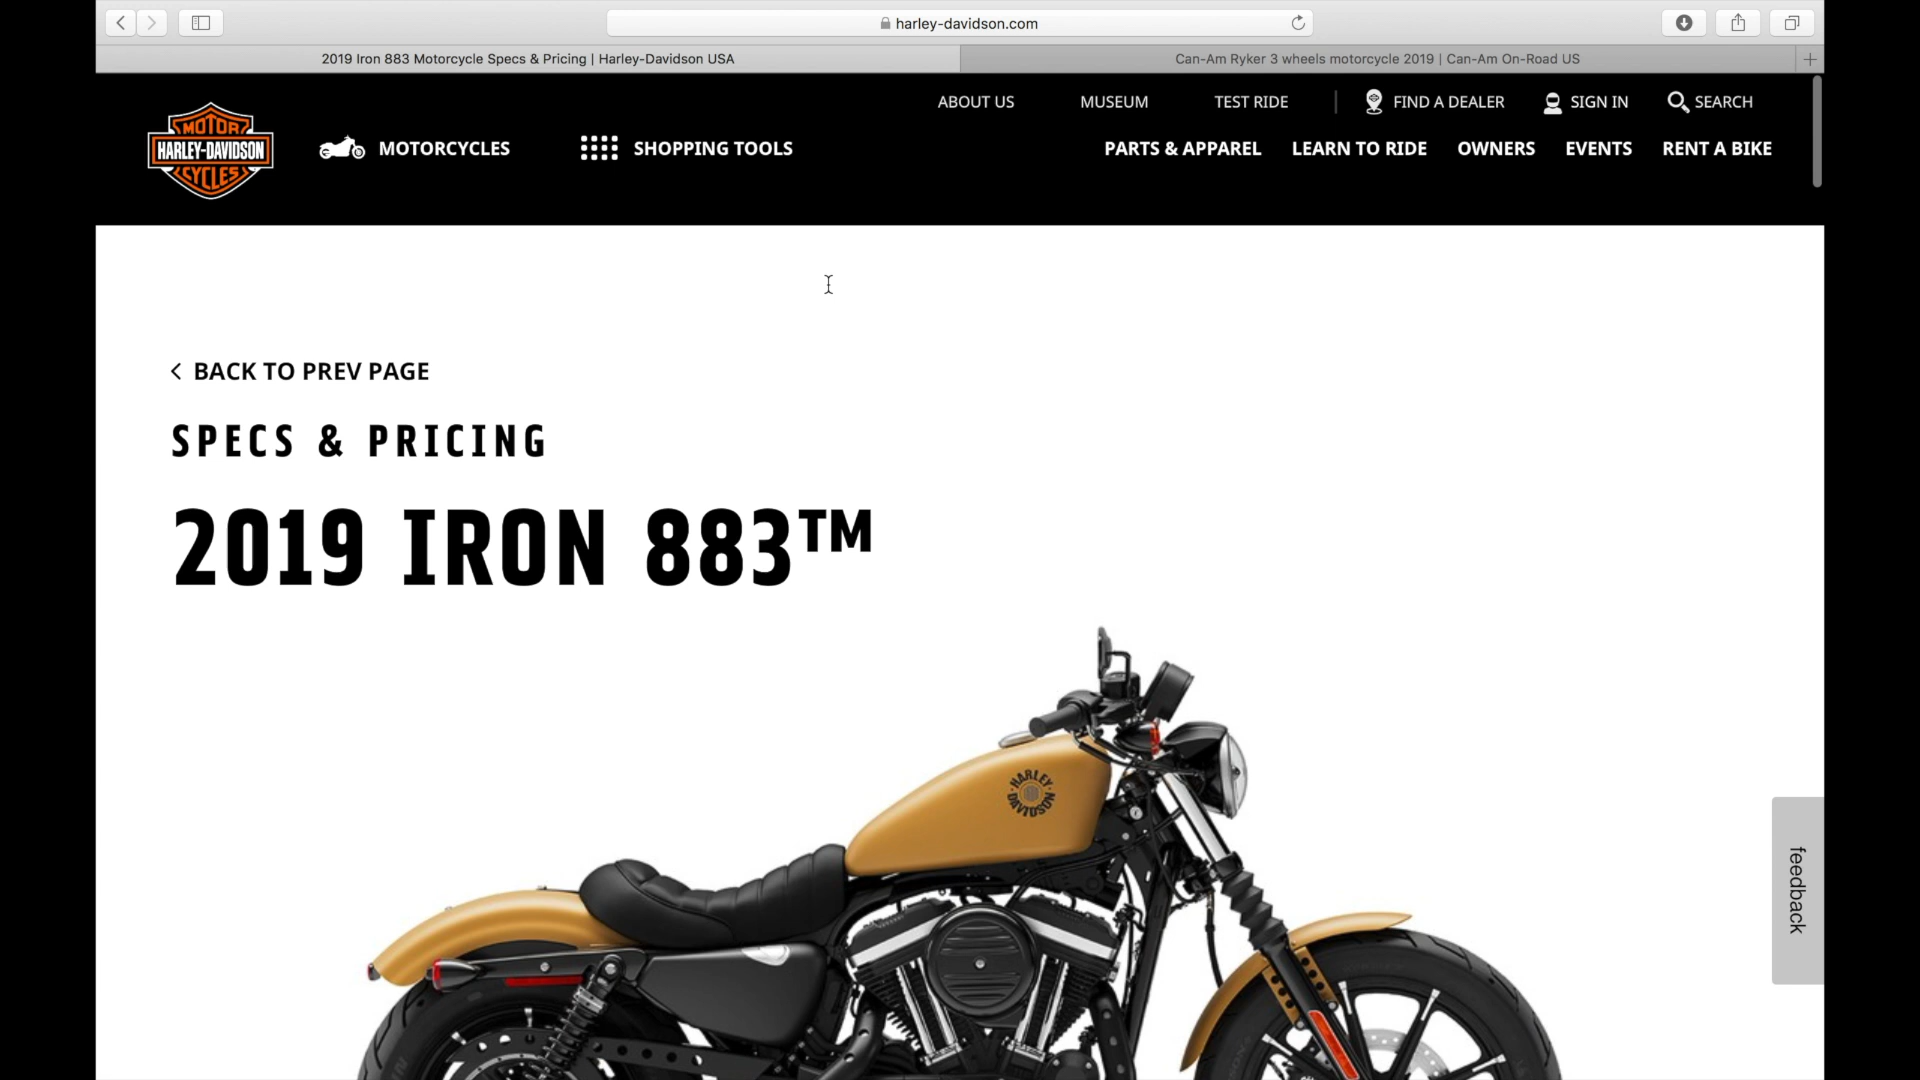 harley-davidson.com
2019 Iron 883 Motorcycle Specs & Pricing | Harley-Davidson USA
Can-Am Ryker 3 wheels motorcycle 2019 | Can-Am On-Road US
ABOUT US
MUSEUM
TEST RIDE
FIND A DEALER
SIGN IN
SEARCH
MOTOR
HARLEY-DAVIDSON
CYCLES
MOTORCYCLES
SHOPPING TOOLS
PARTS & APPAREL
LEARN TO RIDE
OWNERS
EVENTS
RENT A BIKE
BACK TO PREV PAGE
SPECS & PRICING
2019 IRON 883™
HARLEY
DAVIDSON
feedback